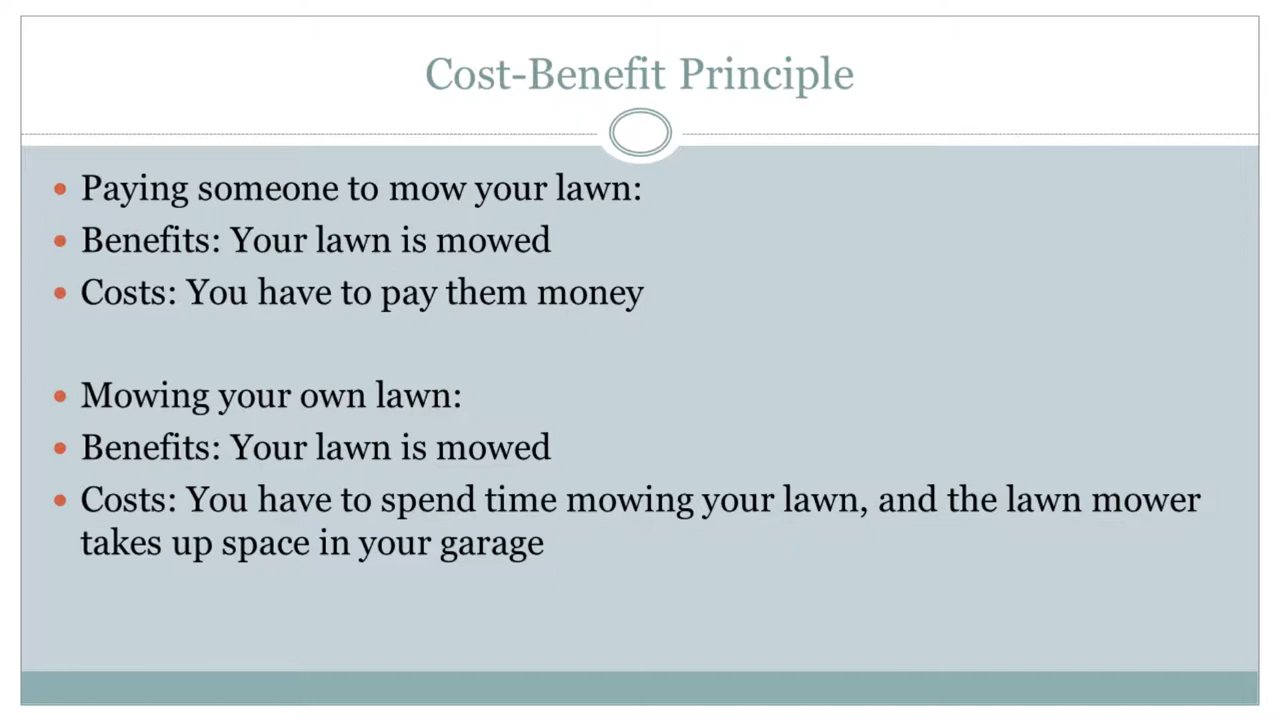 Cost-Benefit Principle
• Paying someone to mow your lawn:
• Benefits: Your lawn is mowed
• Costs: You have to pay them money
• Mowing your own lawn:
• Benefits: Your lawn is mowed
• Costs: You have to spend time mowing your lawn, and the lawn mower
takes up space in your garage